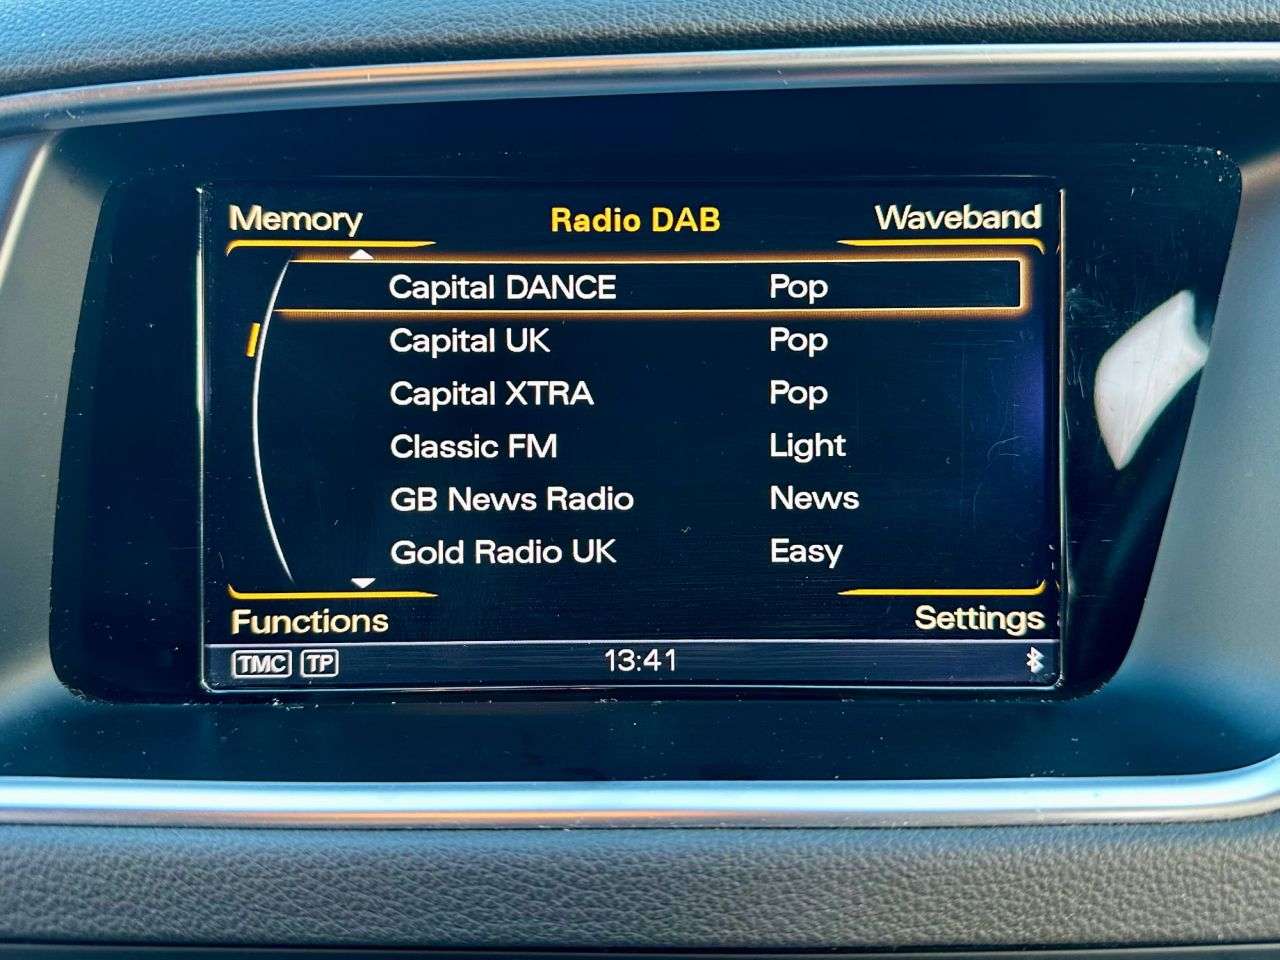 Memory Radio DAB Waveband
Capital DANCE Pop
Capital UK Pop
Capital XTRA Pop
Classic FM Light
GB News Radio News
Gold Radio UK Easy
Functions Settings
TMC TP 13:41